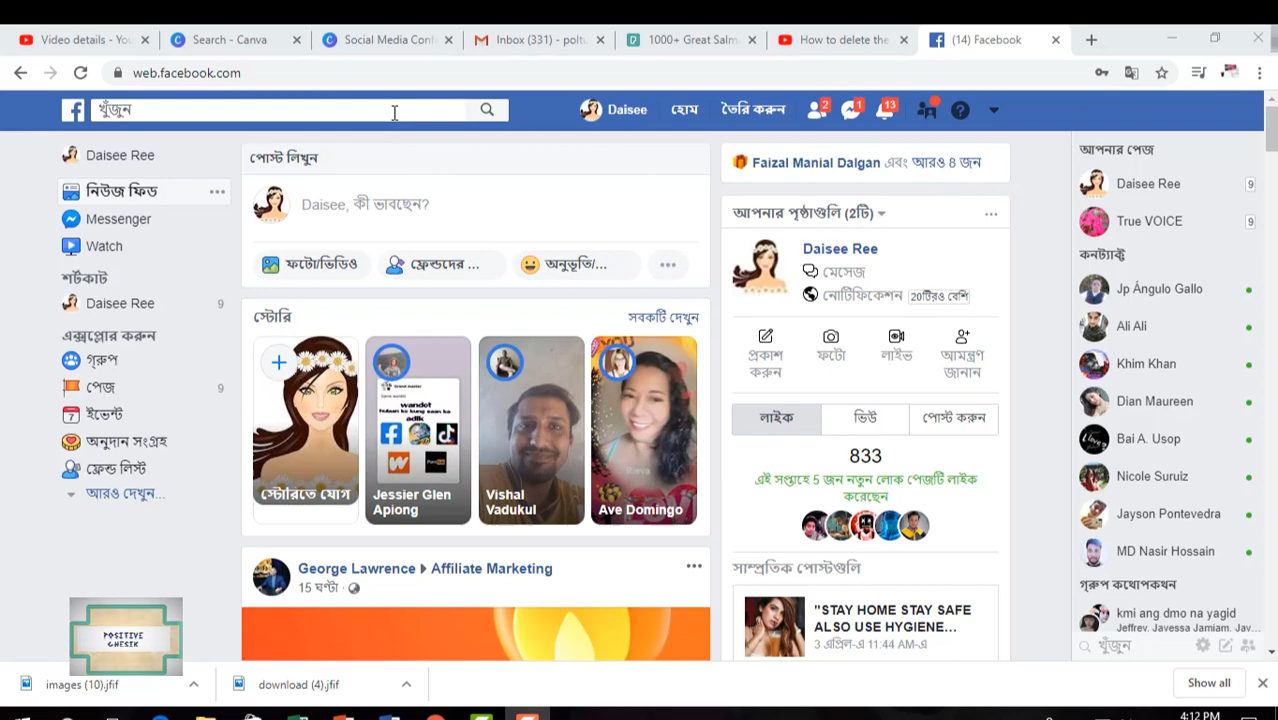 Video details - You
Search - Canva
Social Media Conf
Inbox (331) - poltu
1000+ Great Salm
How to delete the
(14) Facebook
web.facebook.com
খুঁজুন
Daisee
হোম
তৈরি করুন
2
1
13
Daisee Ree
নিউজ ফিড
Messenger
Watch
শর্টকাট
Daisee Ree
9
এক্সপ্লোর করুন
গ্রুপ
পেজ
9
7
ইভেন্ট
অনুদান সংগ্রহ
ফ্রেন্ড লিস্ট
আরও দেখুন...
POSITIVE
পোস্ট লিখুন
Daisee, কী ভাবছেন?
ফটো/ভিডিও
ফ্রেন্ডদের ...
অনুভূতি/...
স্টোরি
সবকটি দেখুন
স্টোরিতে যোগ
Jessier Glen
Apiong
Vishal
Vadukul
Ave Domingo
George Lawrence
Affiliate Marketing
15 ঘণ্টা
Faizal Manial Dalgan এবং আরও 8 জন
আপনার পৃষ্ঠাগুলি (2টি)
Daisee Ree
মেসেজ
নোটিফিকেশন
20টিরও বেশি
প্রকাশ
করুন
ফটো
লাইভ
আমন্ত্রণ
জানান
লাইক
ভিউ
পোস্ট করুন
833
এই সপ্তাহে 5 জন নতুন লোক পেজটি লাইক
করেছেন
সাম্প্রতিক পোস্টগুলি
"STAY HOME STAY SAFE
ALSO USE HYGIENE...
3 এপ্রিল-এ 11:44 AM-এ
আপনার পেজ
Daisee Ree
9
True VOICE
9
কনট্যাক্ট
Jp Ángulo Gallo
Ali Ali
Khim Khan
Dian Maureen
Bai A. Usop
Nicole Suruiz
Jayson Pontevedra
MD Nasir Hossain
গ্রুপ কথোপকথন
kmi ang dmo na yagid
Jeffrey, Javessa Jamiam, Jav...
খুঁজুন
images (10).jfif
download (4).jfif
Show all
4:12 PM